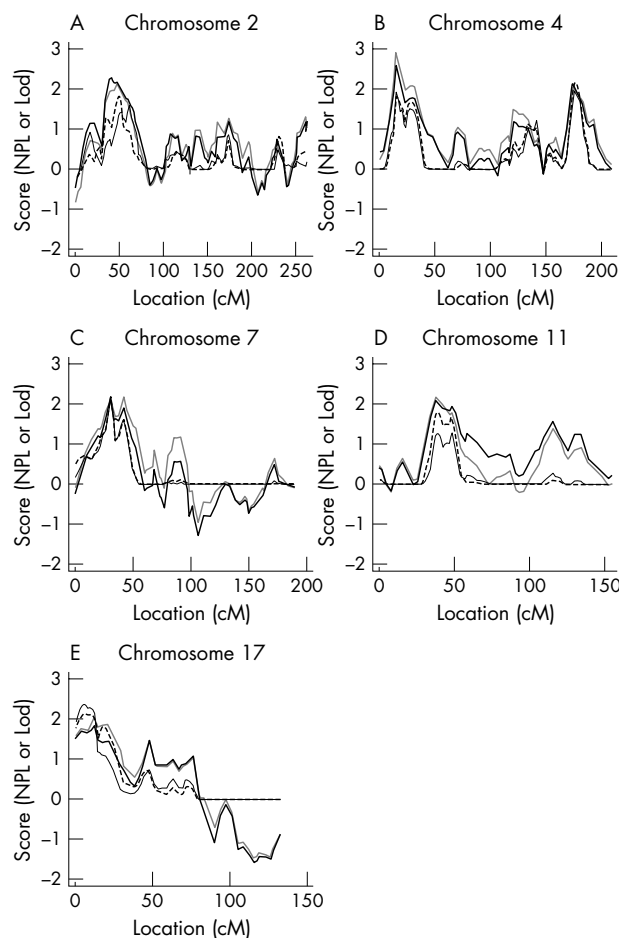 A Chromosome 2
3
2
1
0
–1
–2
Score (NPL or Lod)
0 50 100 150 200 250
Location (cM)
B Chromosome 4
3
2
1
0
–1
–2
Score (NPL or Lod)
0 50 100 150 200
Location (cM)
C Chromosome 7
3
2
1
0
–1
–2
Score (NPL or Lod)
0 50 100 150 200
Location (cM)
D Chromosome 11
3
2
1
0
–1
–2
Score (NPL or Lod)
0 50 100 150
Location (cM)
E Chromosome 17
3
2
1
0
–1
–2
Score (NPL or Lod)
0 50 100 150
Location (cM)